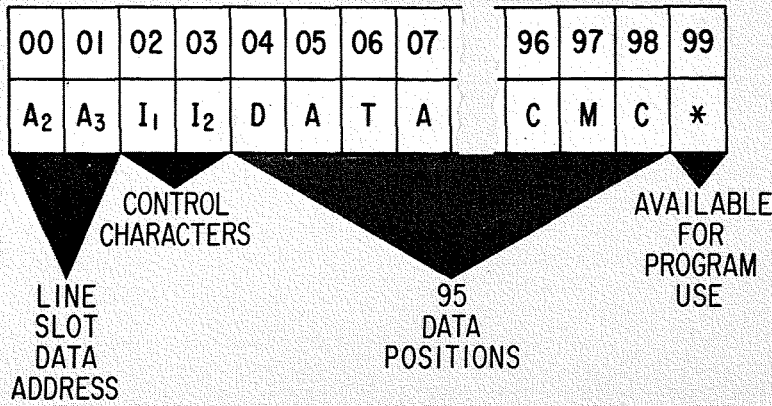 00 01 02 03 04 05 06 07 96 97 98 99
A₂ A₃ I₁ I₂ D A T A C M C *
CONTROL
CHARACTERS
AVAILABLE
FOR
PROGRAM
USE
LINE
SLOT
DATA
ADDRESS
95
DATA
POSITIONS